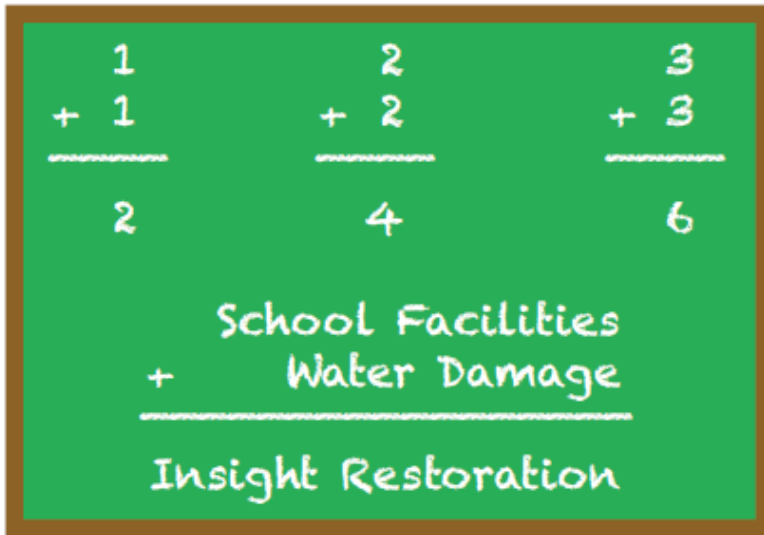 1 2 3
+ 1 + 2 + 3
2 4 6
School Facilities
+ Water Damage
Insight Restoration